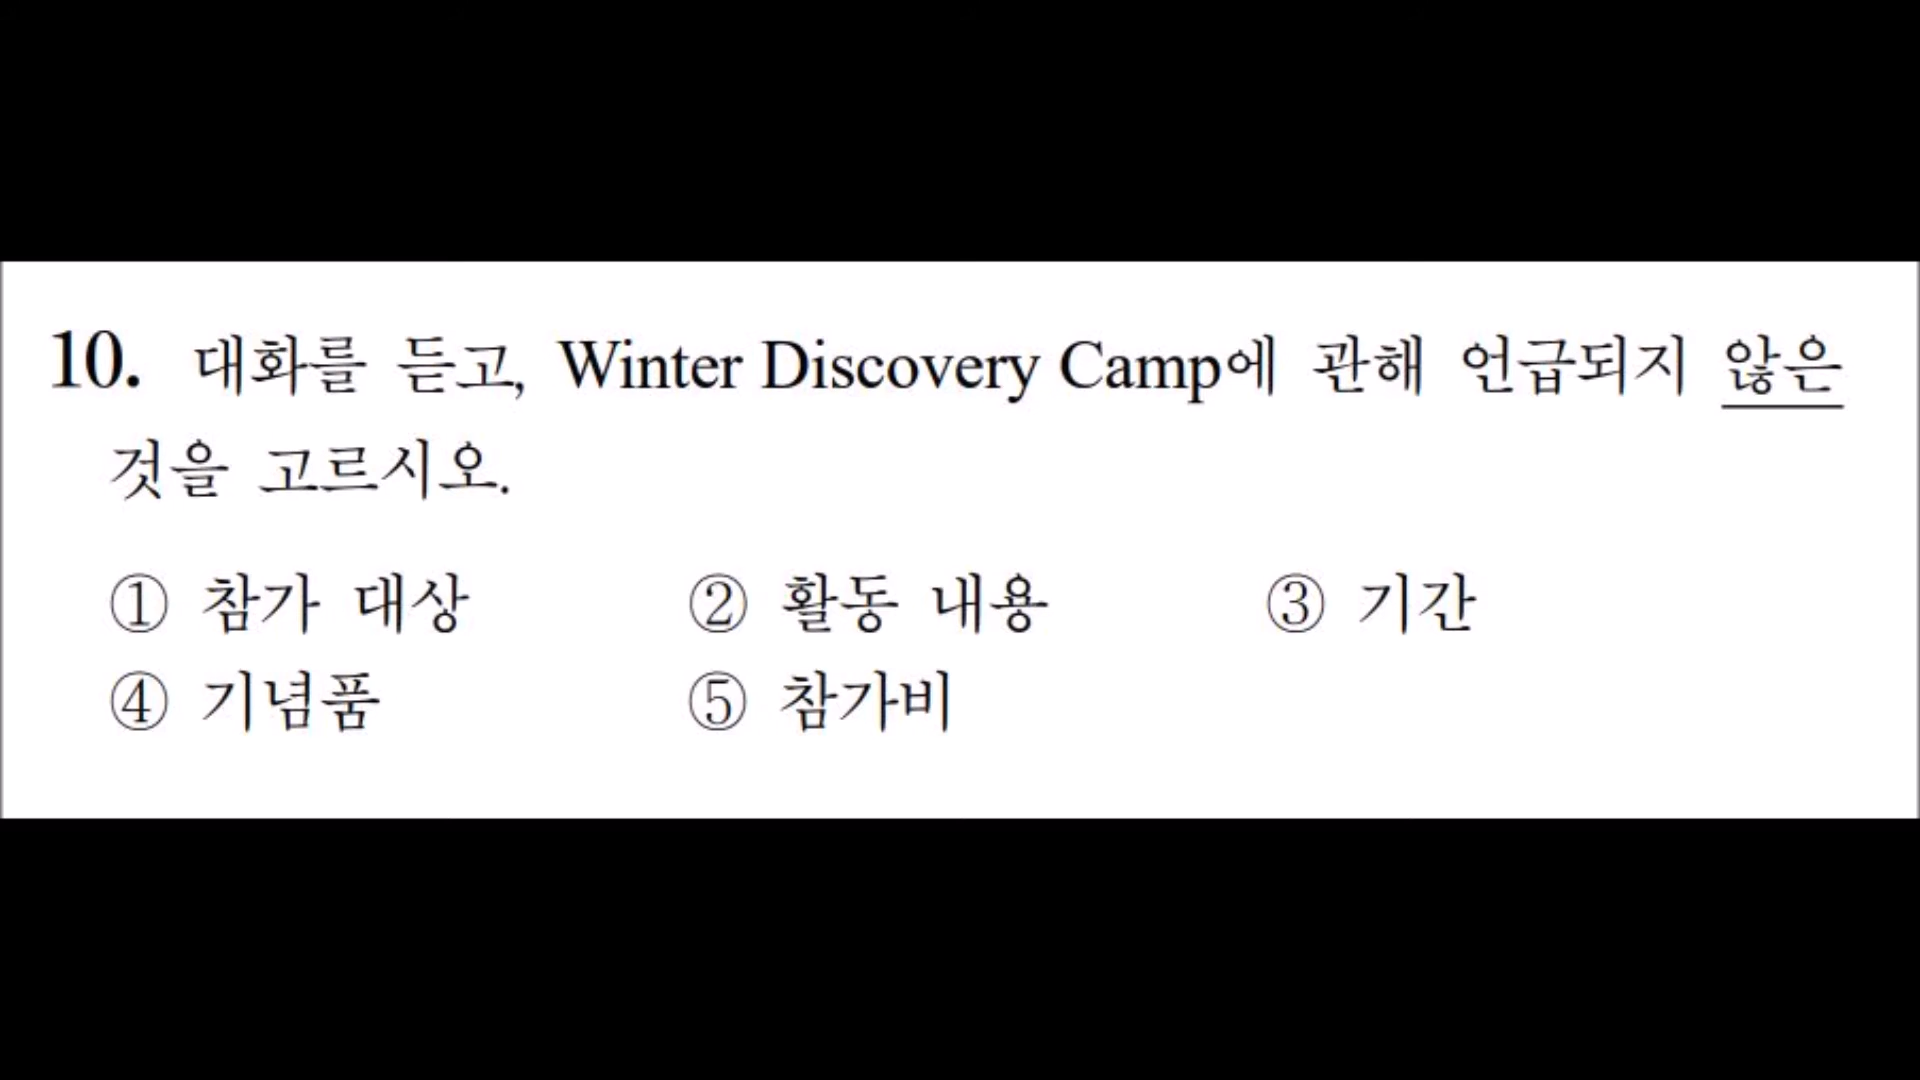 10. 대화를 듣고, Winter Discovery Camp에 관해 언급되지 않은
것을 고르시오.
① 참가 대상 ② 활동 내용 ③ 기간
④ 기념품 ⑤ 참가비